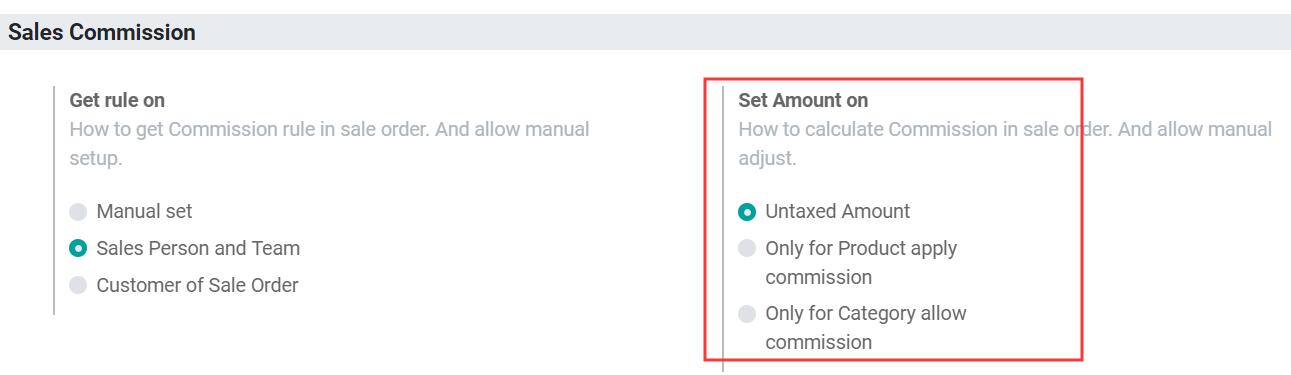 Sales Commission
Get rule on
How to get Commission rule in sale order. And allow manual
setup.
Manual set
Sales Person and Team
Customer of Sale Order
Set Amount on
How to calculate Commission in sale order. And allow manual
adjust.
Untaxed Amount
Only for Product apply
commission
Only for Category allow
commission